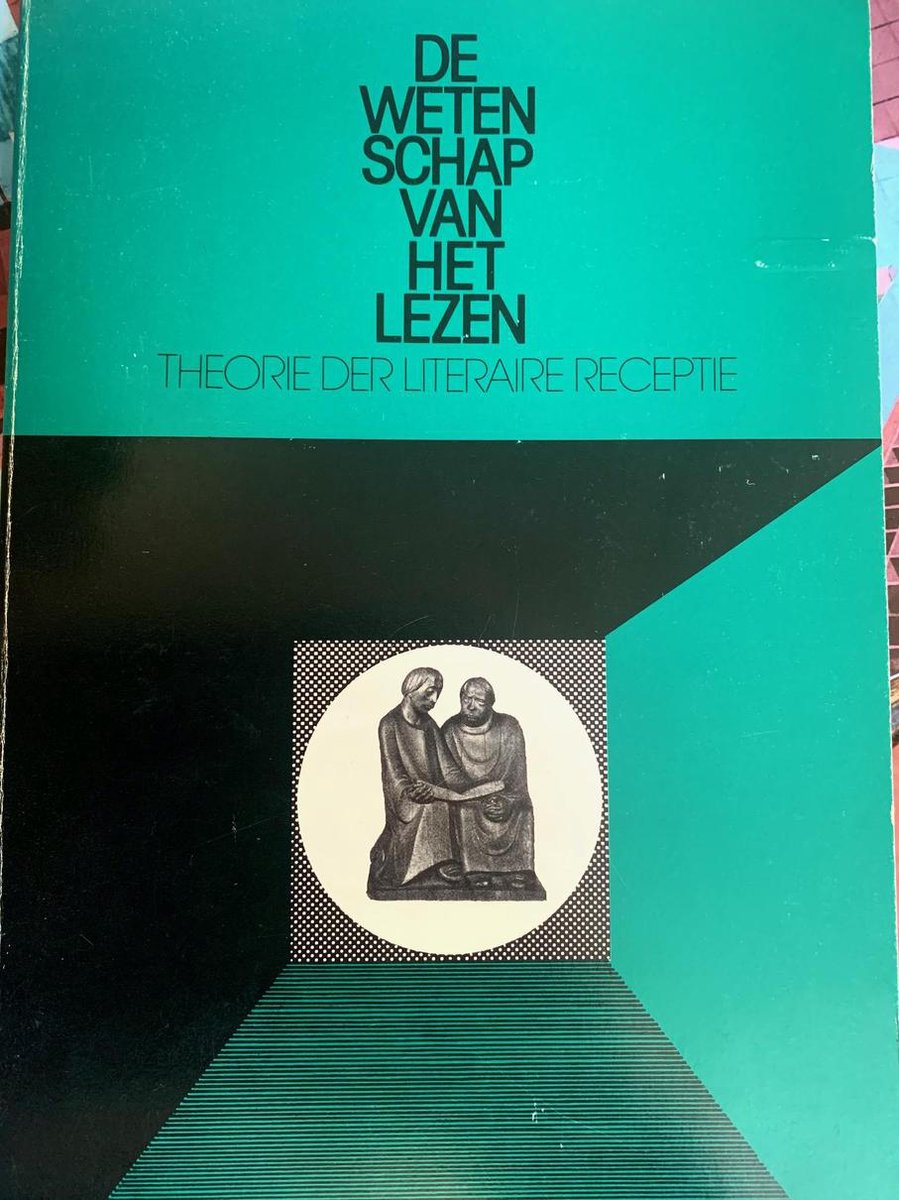 DE
WETEN
SCHAP
VAN
HET
LEZEN
THEORIE DER LITERAIRE RECEPTIE